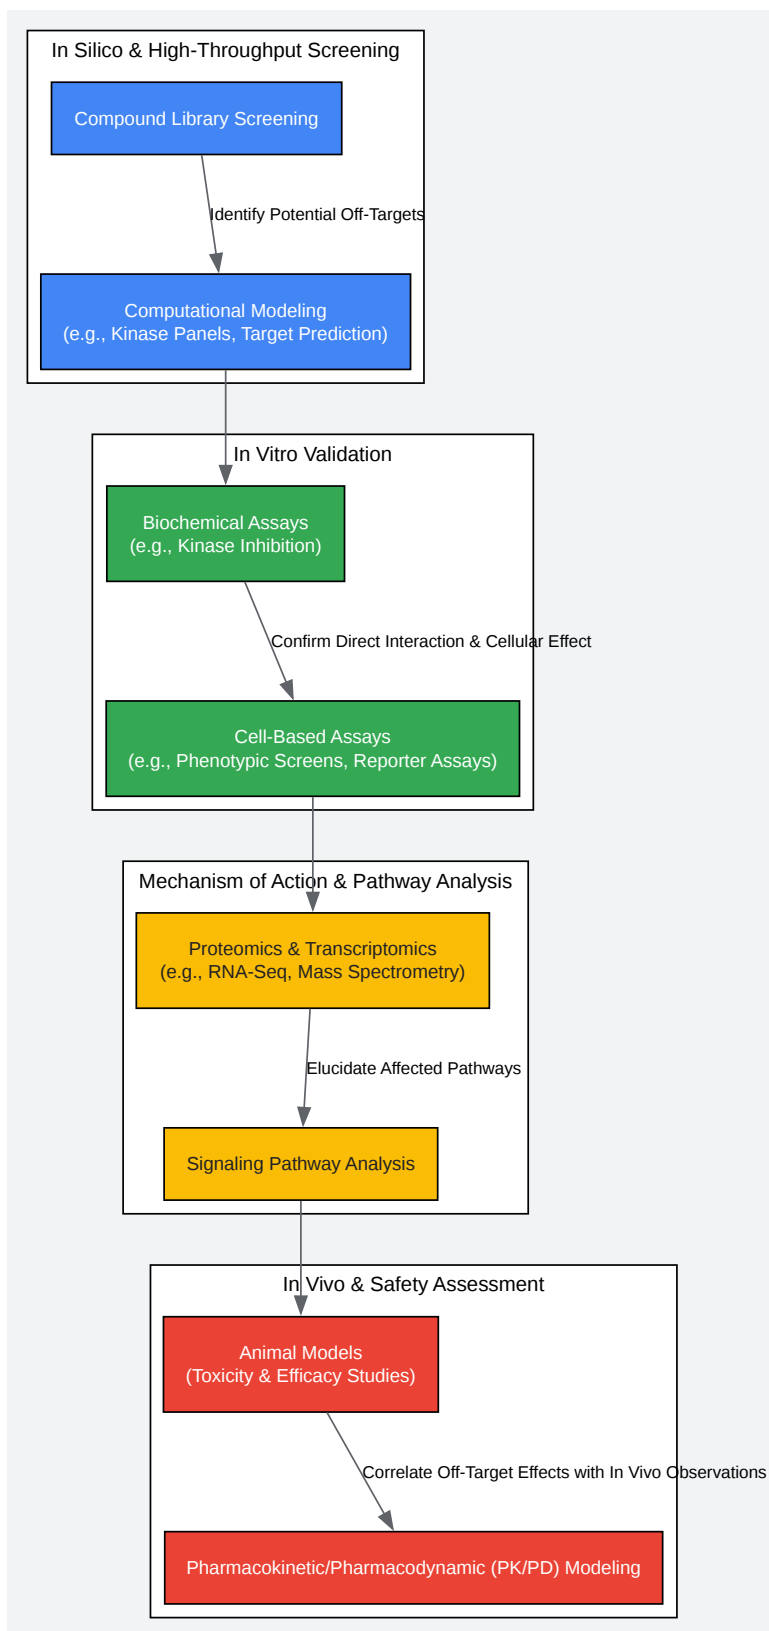 In Silico & High-Throughput Screening
Compound Library Screening
Identify Potential Off-Targets
Computational Modeling
(e.g., Kinase Panels, Target Prediction)
In Vitro Validation
Biochemical Assays
(e.g., Kinase Inhibition)
Confirm Direct Interaction & Cellular Effect
Cell-Based Assays
(e.g., Phenotypic Screens, Reporter Assays)
Mechanism of Action & Pathway Analysis
Proteomics & Transcriptomics
(e.g., RNA-Seq, Mass Spectrometry)
Elucidate Affected Pathways
Signaling Pathway Analysis
In Vivo & Safety Assessment
Animal Models
(Toxicity & Efficacy Studies)
Correlate Off-Target Effects with In Vivo Observations
Pharmacokinetic/Pharmacodynamic (PK/PD) Modeling